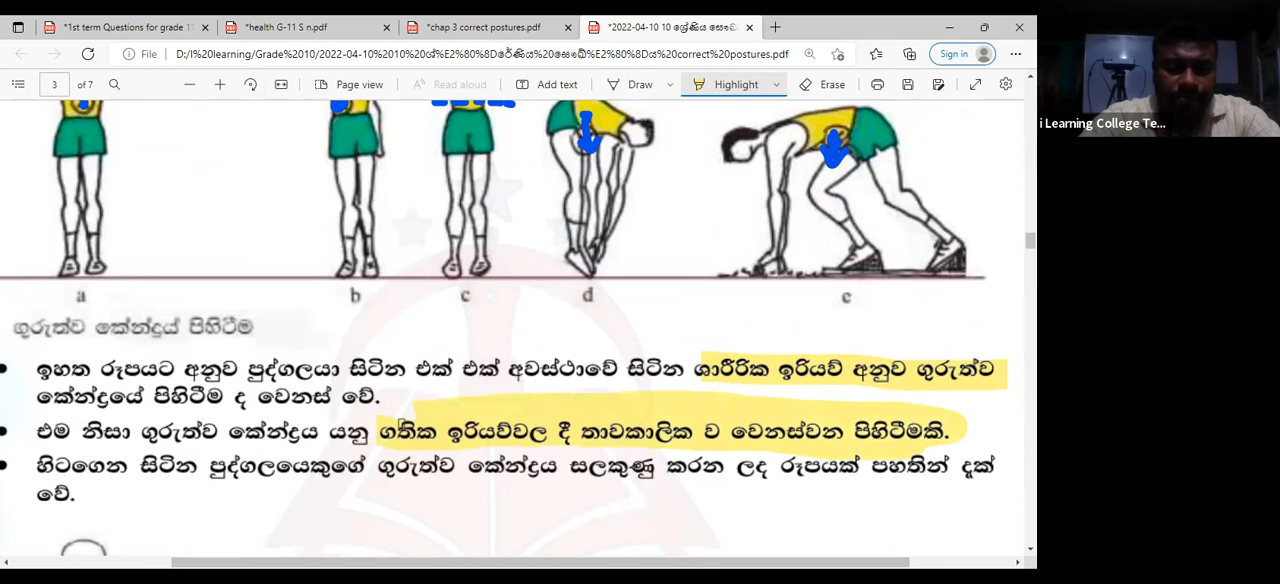 *1st term Questions for grade 11
*health G-11 S n.pdf
*chap 3 correct postures.pdf
*2022-04-10 10 ශ්‍රේණිය සෞඛ්‍ය
File
D:/I%20learning/Grade%2010/2022-04-10%2010%20ශ්%E2%80%8Dරේණිය%20සෞඛ්%E2%80%8Dය%20correct%20postures.pdf
Sign in
3 of 7
Page view
Read aloud
Add text
Draw
Highlight
Erase
i Learning College Te...
a b c d e
ගුරුත්ව කේන්ද්‍රය් පිහිටීම
ඉහත රූපයට අනුව පුද්ගලයා සිටින එක් එක් අවස්ථාවේ සිටින ශාරීරික ඉරියව් අනුව ගුරුත්ව
කේන්ද්‍රයේ පිහිටීම ද වෙනස් වේ.
එම නිසා ගුරුත්ව කේන්ද්‍රය යනු ගතික ඉරියව්වල දී තාවකාලික ව වෙනස්වන පිහිටීමකි.
හිටගෙන සිටින පුද්ගලයෙකුගේ ගුරුත්ව කේන්ද්‍රය සලකුණු කරන ලද රූපයක් පහතින් දැක්
වේ.